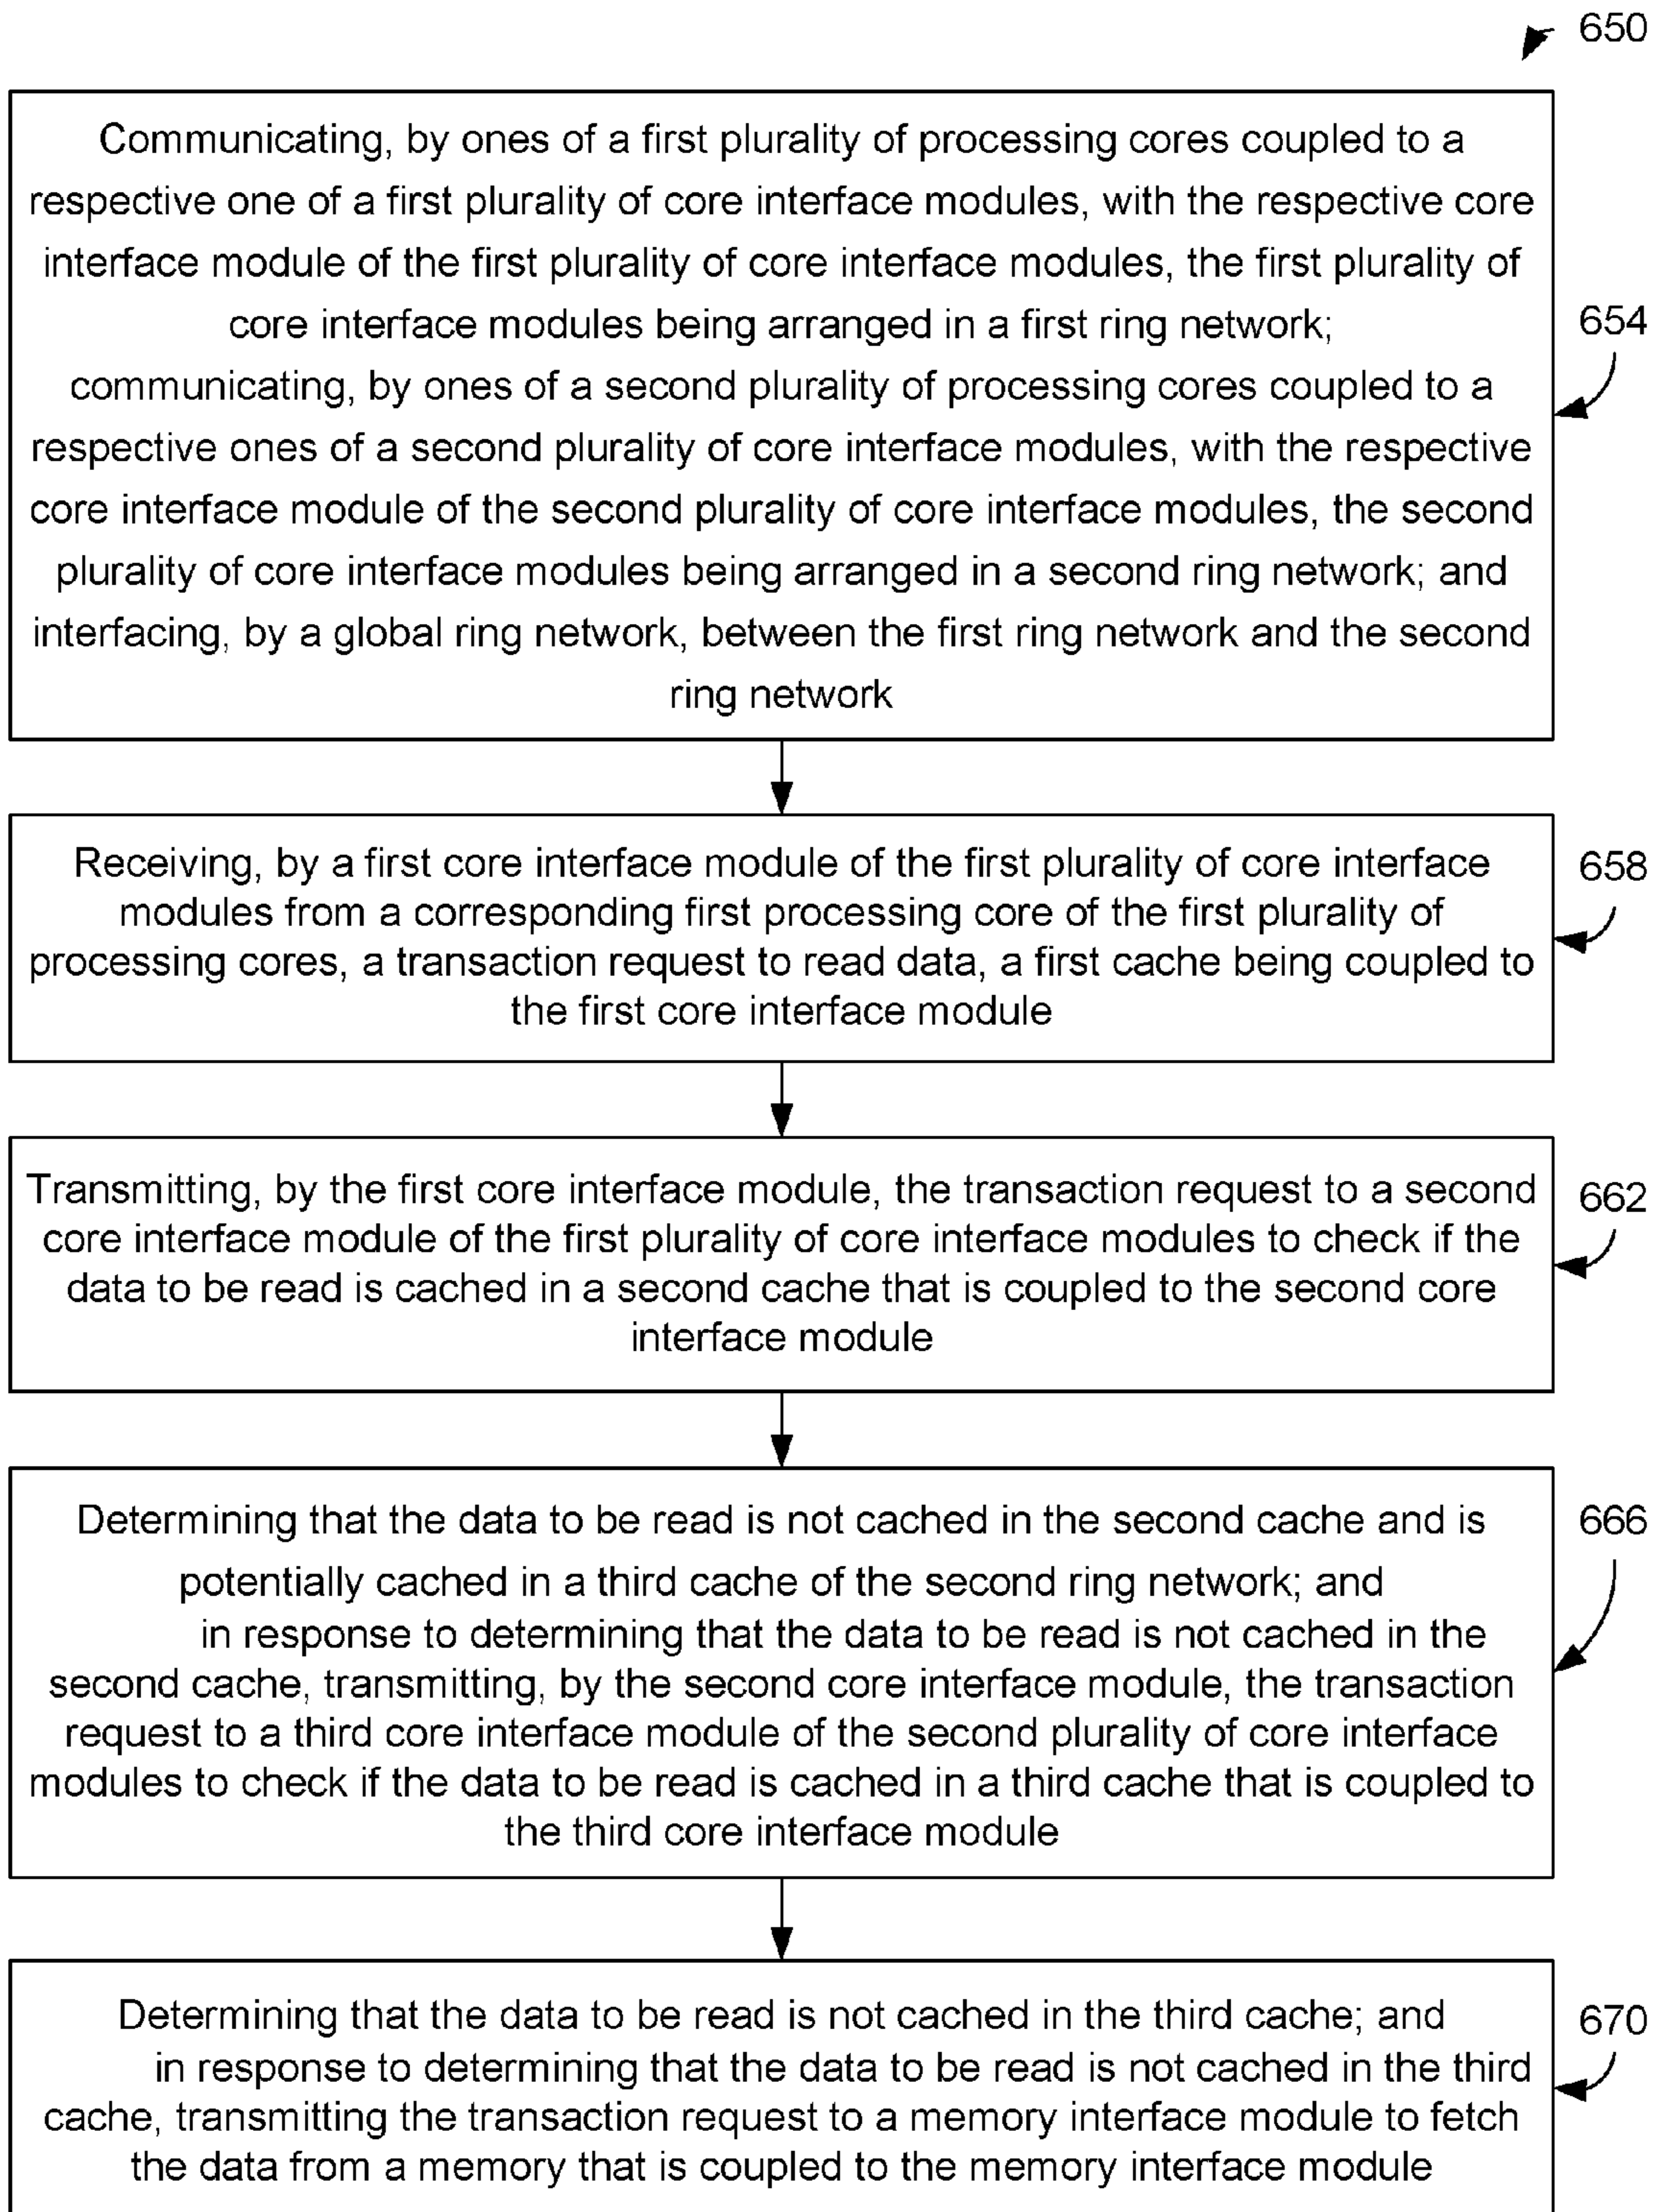 650
Communicating, by ones of a first plurality of processing cores coupled to a
respective one of a first plurality of core interface modules, with the respective core
interface module of the first plurality of core interface modules, the first plurality of
core interface modules being arranged in a first ring network;
communicating, by ones of a second plurality of processing cores coupled to a
respective ones of a second plurality of core interface modules, with the respective
core interface module of the second plurality of core interface modules, the second
plurality of core interface modules being arranged in a second ring network; and
interfacing, by a global ring network, between the first ring network and the second
ring network
654
Receiving, by a first core interface module of the first plurality of core interface
modules from a corresponding first processing core of the first plurality of
processing cores, a transaction request to read data, a first cache being coupled to
the first core interface module
658
Transmitting, by the first core interface module, the transaction request to a second
core interface module of the first plurality of core interface modules to check if the
data to be read is cached in a second cache that is coupled to the second core
interface module
662
Determining that the data to be read is not cached in the second cache and is
potentially cached in a third cache of the second ring network; and
in response to determining that the data to be read is not cached in the
second cache, transmitting, by the second core interface module, the transaction
request to a third core interface module of the second plurality of core interface
modules to check if the data to be read is cached in a third cache that is coupled to
the third core interface module
666
Determining that the data to be read is not cached in the third cache; and
in response to determining that the data to be read is not cached in the third
cache, transmitting the transaction request to a memory interface module to fetch
the data from a memory that is coupled to the memory interface module
670